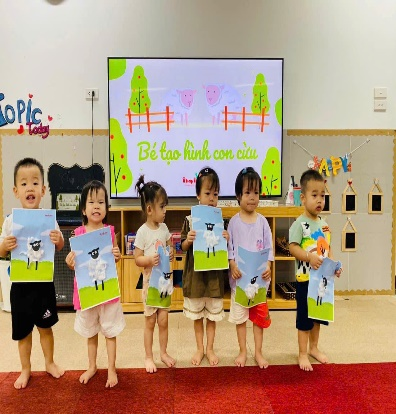 Topic
Today
Bé tạo hình con cừu